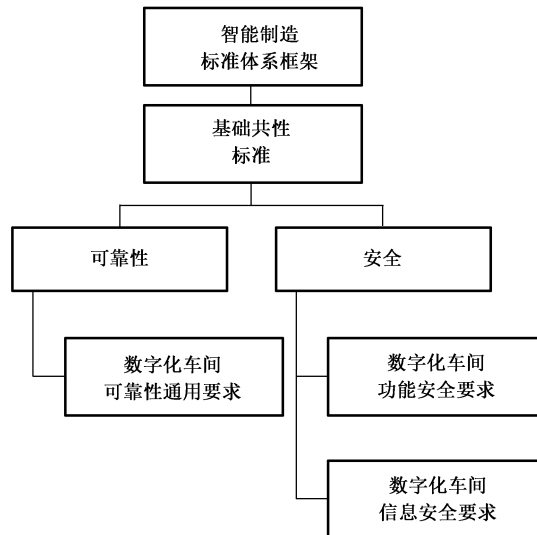 智能制造
标准体系框架
基础共性
标准
可靠性
安全
数字化车间
可靠性通用要求
数字化车间
功能安全要求
数字化车间
信息安全要求